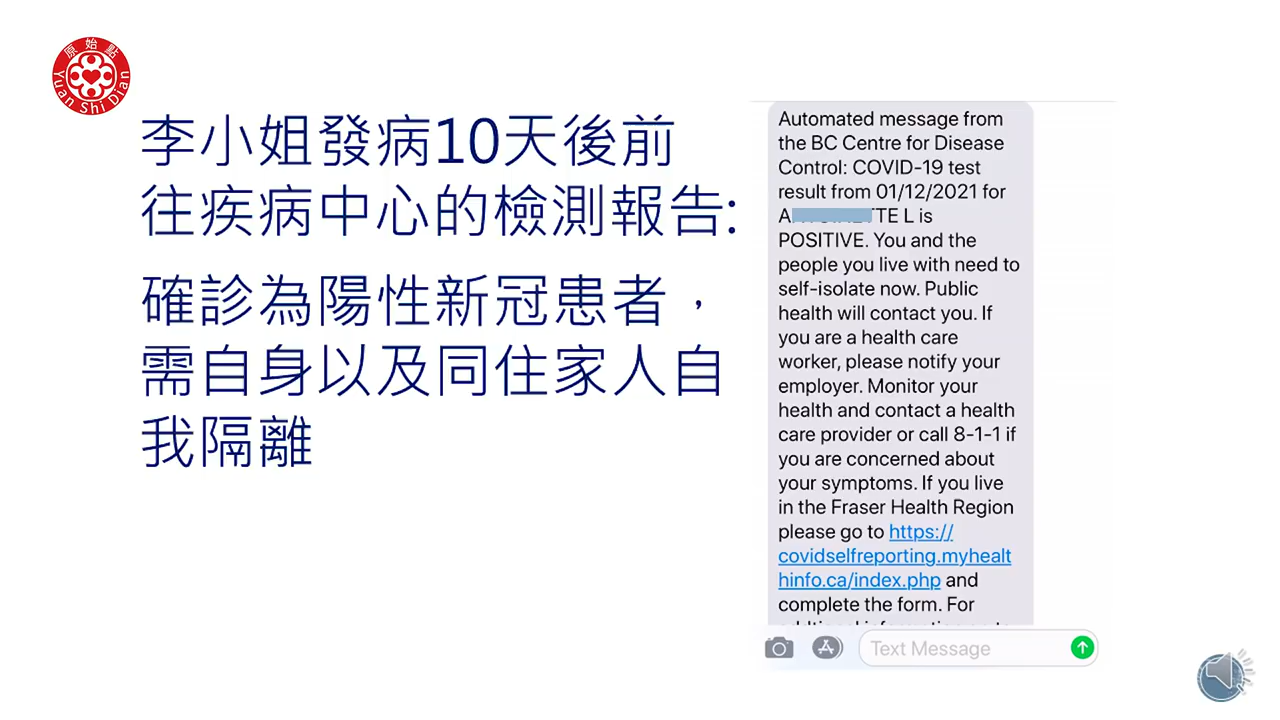 原始點
Yuan Shi Dian
李小姐發病10天後前
往疾病中心的檢測報告:
確診為陽性新冠患者，
需自身以及同住家人自
我隔離
Automated message from
the BC Centre for Disease
Control: COVID-19 test
result from 01/12/2021 for
TE L is
POSITIVE. You and the
people you live with need to
self-isolate now. Public
health will contact you. If
you are a health care
worker, please notify your
employer. Monitor your
health and contact a health
care provider or call 8-1-1 if
you are concerned about
your symptoms. If you live
in the Fraser Health Region
please go to https://
covidselfreporting.myhealt
hinfo.ca/index.php and
complete the form. For
Text Message